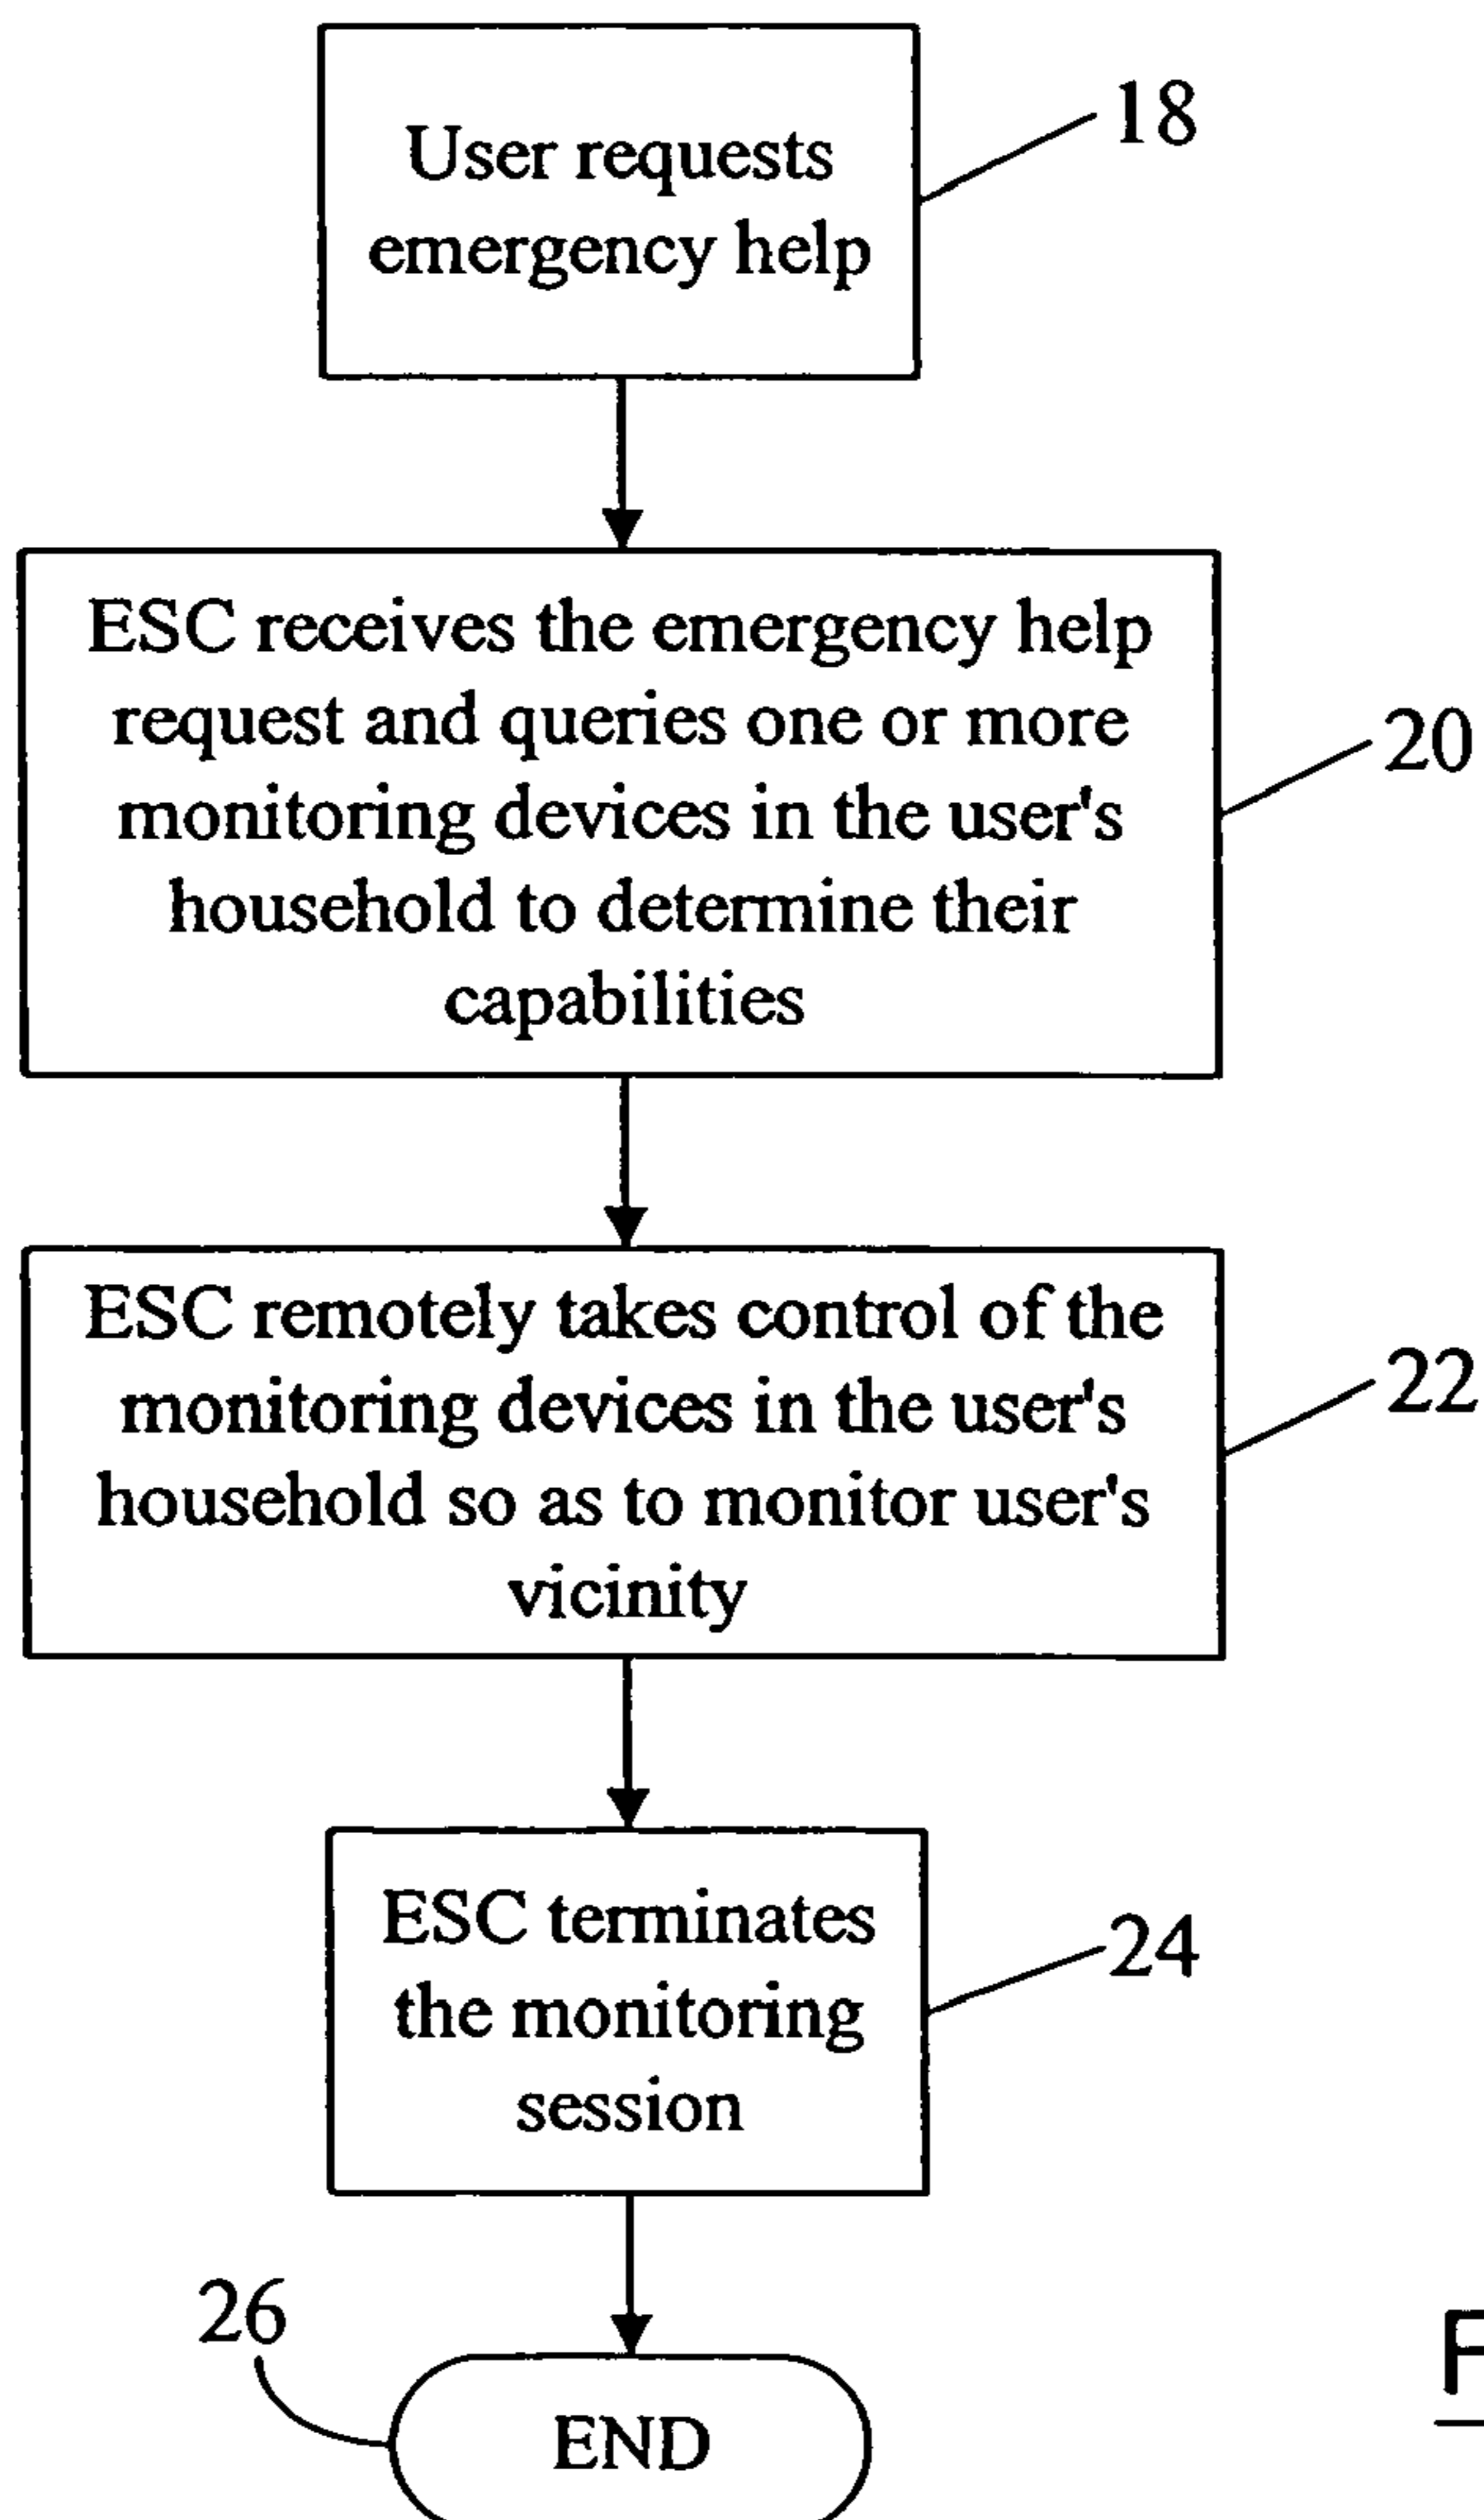 User requests
emergency help
18
ESC receives the emergency help
request and queries one or more
monitoring devices in the user's
household to determine their
capabilities
20
ESC remotely takes control of the
monitoring devices in the user's
household so as to monitor user's
vicinity
22
ESC terminates
the monitoring
session
24
26
END